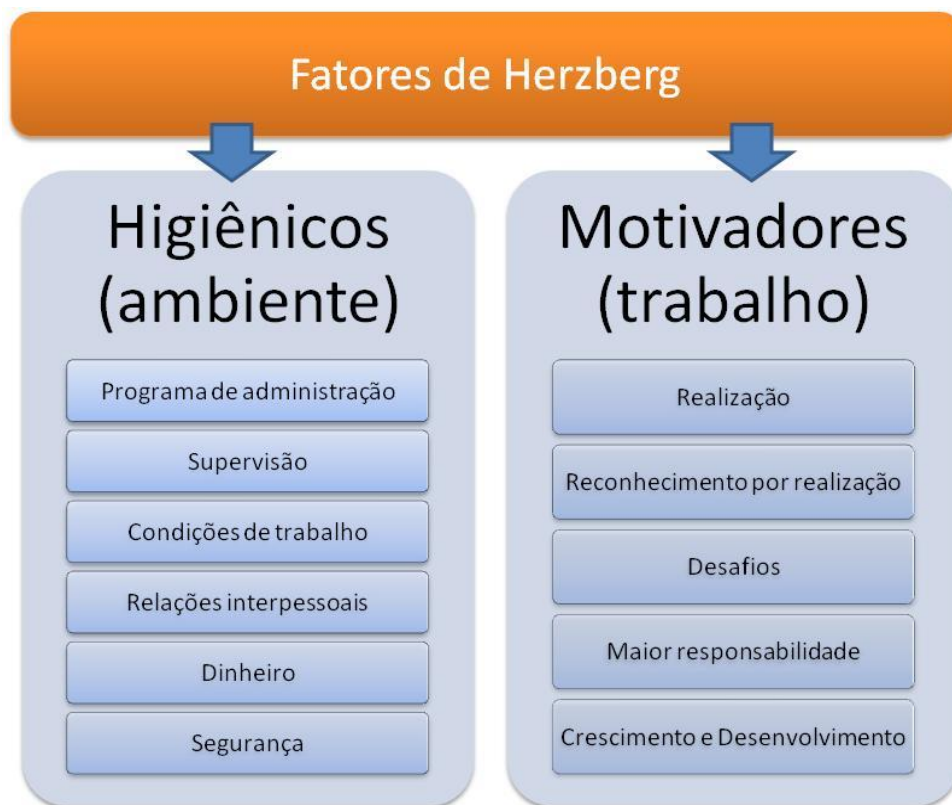 Fatores de Herzberg
Higiênicos
(ambiente)
Programa de administração
Supervisão
Condições de trabalho
Relações interpessoais
Dinheiro
Segurança
Motivadores
(trabalho)
Realização
Reconhecimento por realização
Desafios
Maior responsabilidade
Crescimento e Desenvolvimento